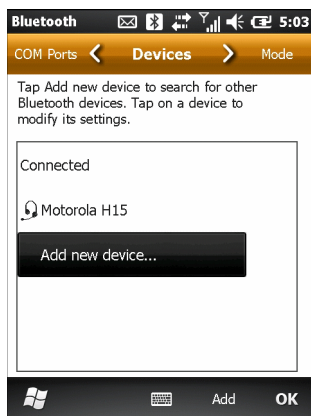 Bluetooth 5:03
COM Ports Devices Mode
Tap Add new device to search for other
Bluetooth devices. Tap on a device to
modify its settings.
Connected
Motorola H15
Add new device...
Add OK